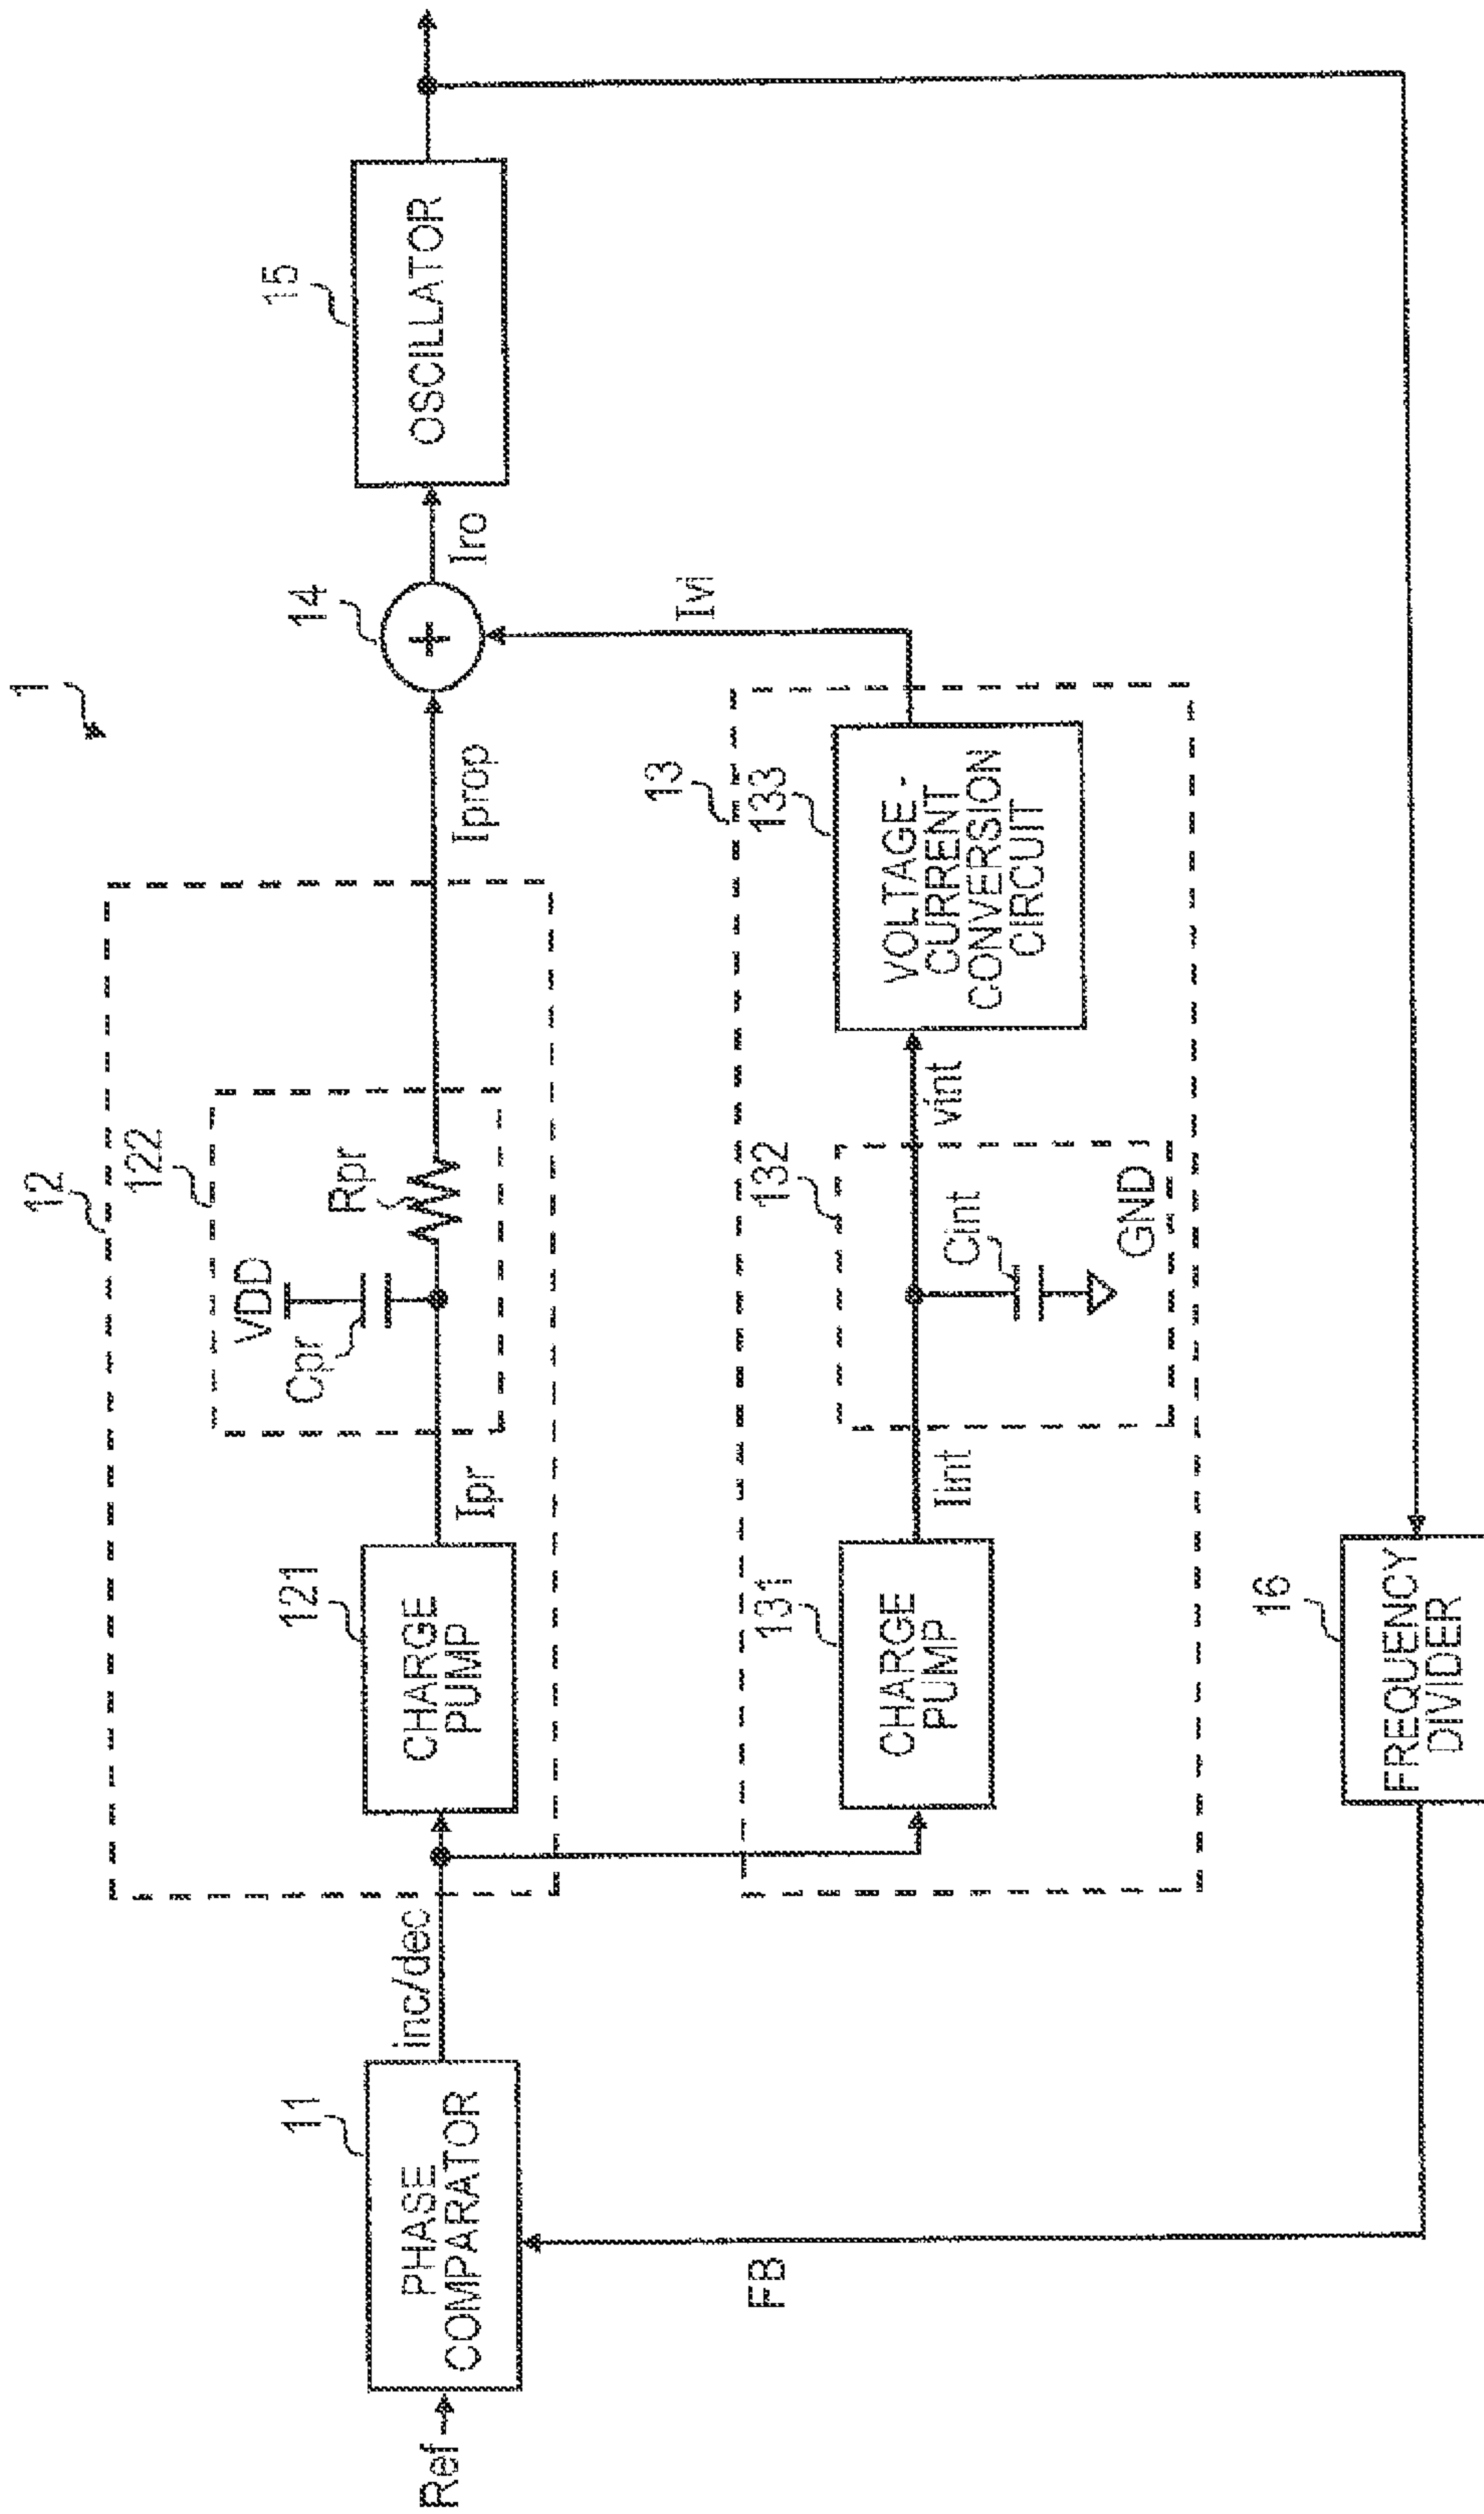 1
12
122
VDD
Cpr
Rpr
11
PHASE
COMPARATOR
Ref
inc/dec
121
CHARGE
PUMP
Ipr
Iprop
14
+
Iro
15
OSCILLATOR
13
131
CHARGE
PUMP
Iint
132
Cint
GND
vint
133
VOLTAGE -
CURRENT
CONVERSION
CIRCUIT
Ivi
FB
16
FREQUENCY
DIVIDER